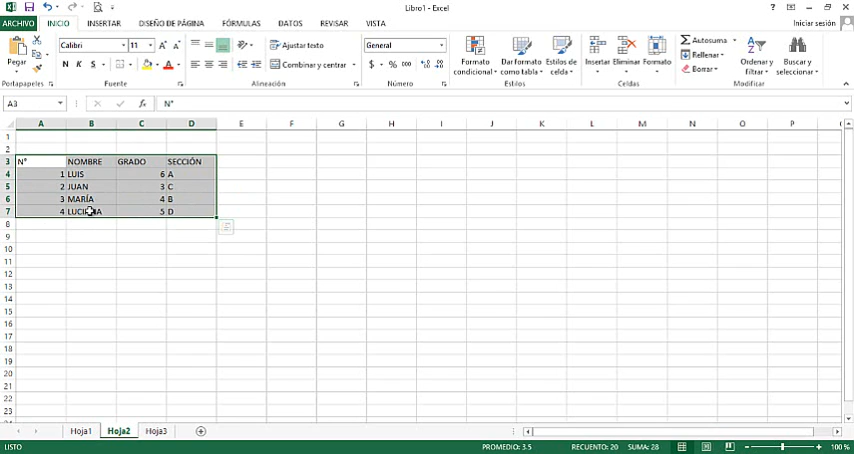 Libro1 - Excel
ARCHIVO INICIO INSERTAR DISEÑO DE PÁGINA FÓRMULAS DATOS REVISAR VISTA Iniciar sesión
Pegar
Portapapeles
Calibri 11
N K S
Fuente
Ajustar texto
Combinar y centrar
Alineación
General
$ % 000
Número
Formato condicional
Dar formato como tabla
Estilos de celda
Estilos
Insertar Eliminar Formato
Celdas
Autosuma
Rellenar
Borrar
Ordenar y filtrar
Buscar y seleccionar
Modificar
A3 fx N°
A B C D E F G H I J K L M N O P
1
2
3 N° NOMBRE GRADO SECCIÓN
4 1 LUIS 6 A
5 2 JUAN 3 C
6 3 MARÍA 4 B
7 4 5 D
8
9
10
11
12
13
14
15
16
17
18
19
20
21
22
23
Hoja1 Hoja2 Hoja3
LISTO PROMEDIO: 3.5 RECUENTO: 20 SUMA: 28 100 %